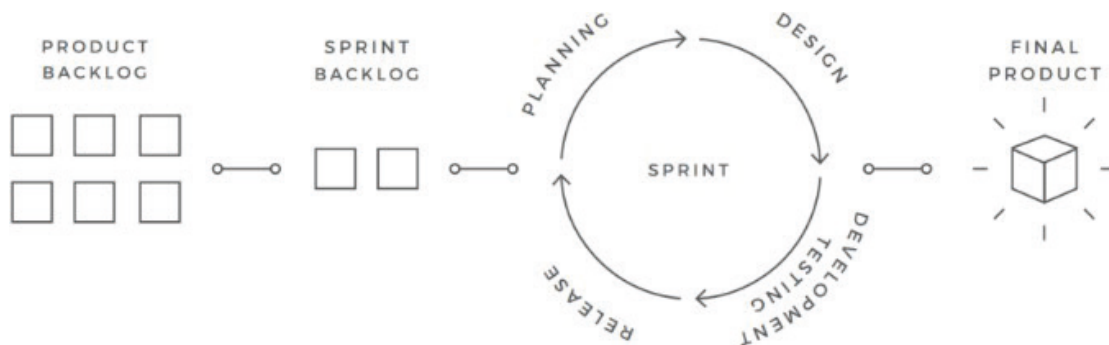 PRODUCT
BACKLOG
SPRINT
BACKLOG
PLANNING
DESIGN
SPRINT
DEVELOPMENT
TESTING
RELEASE
FINAL
PRODUCT